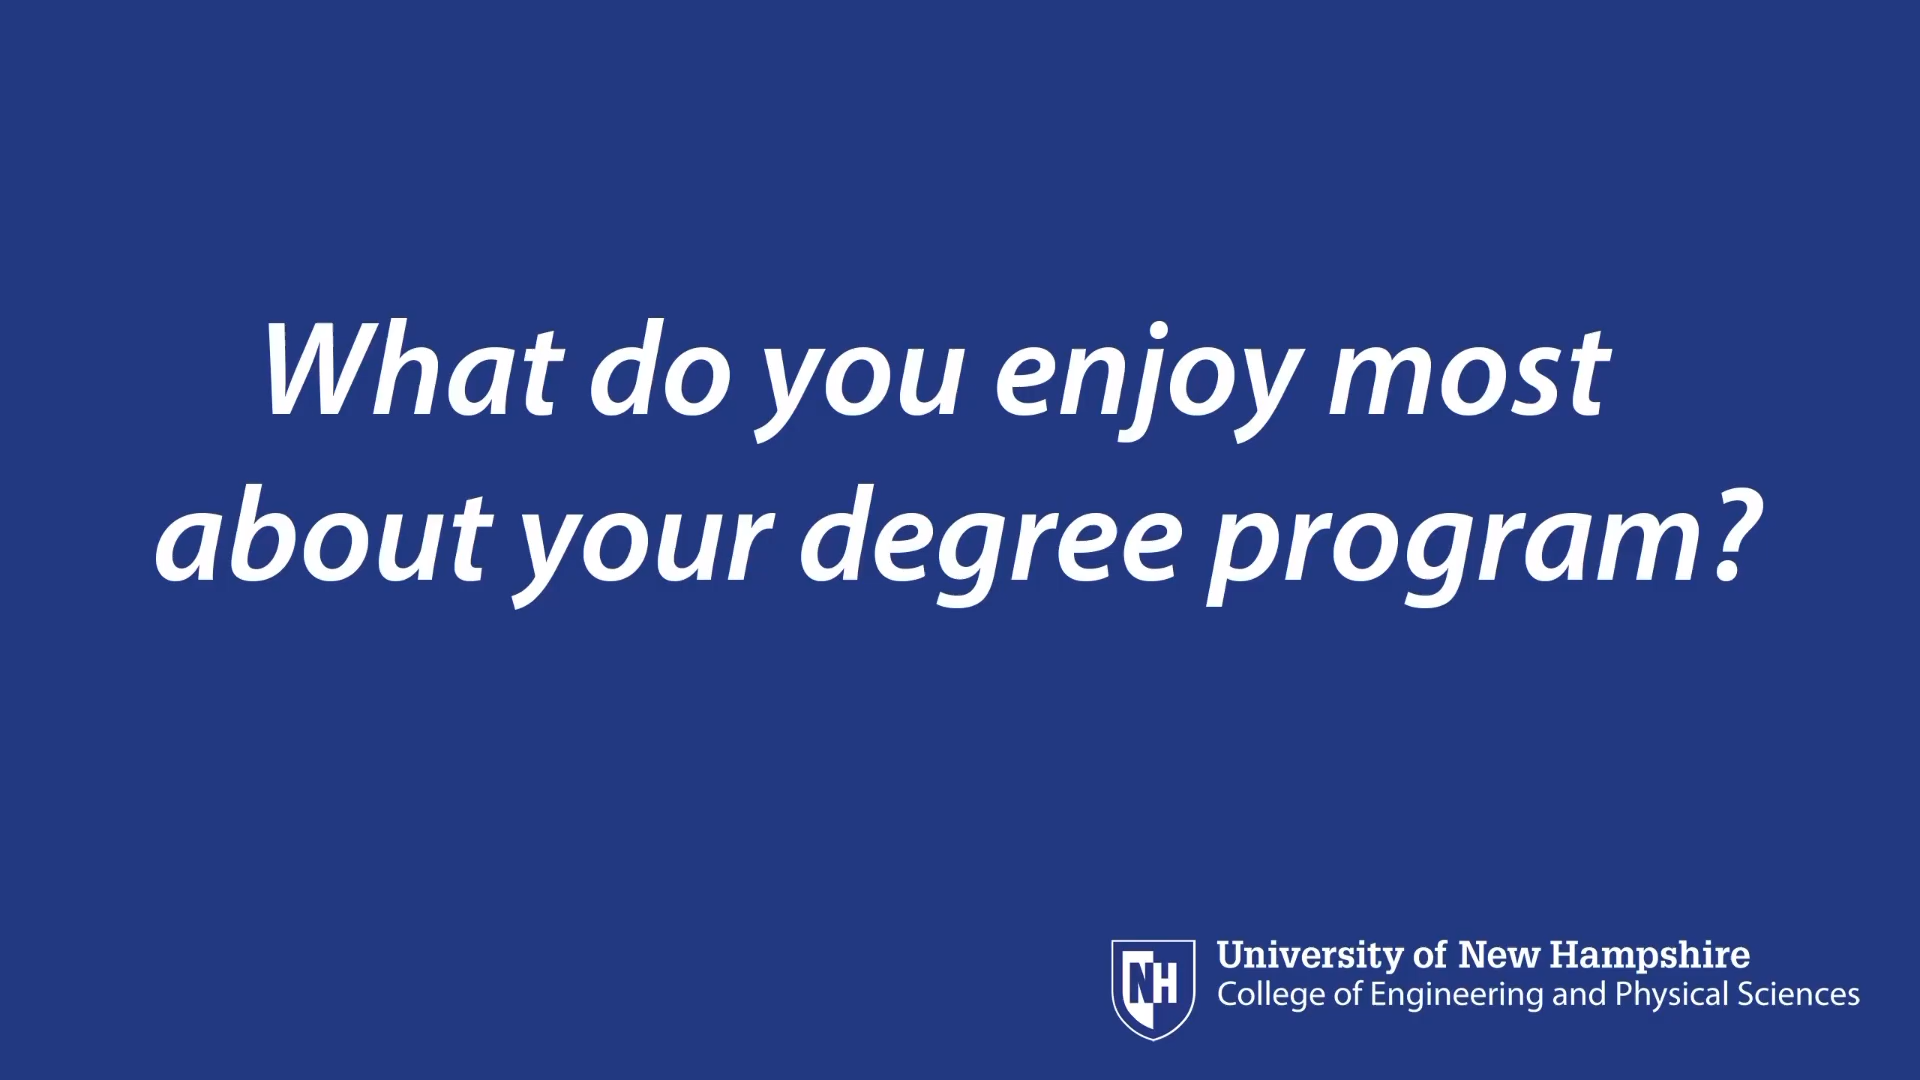 What do you enjoy most
about your degree program?
NH
University of New Hampshire
College of Engineering and Physical Sciences